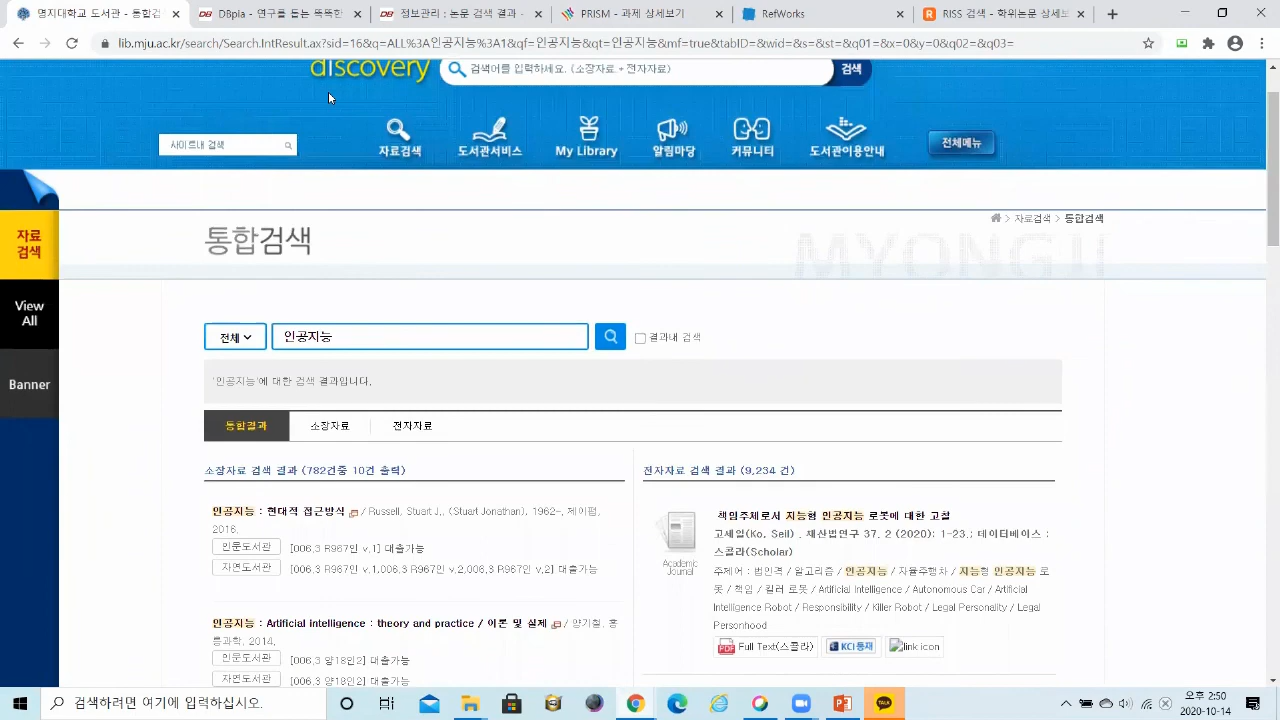 명지대학교 도서관 - 통합검색
DBpia - 연구를 돕는 똑똑한
정보관리 : 논문 검색 결과 -
PRISM - 과제 상세보기
RefWorks
RISS 검색 - 학위논문 상세보
lib.mju.ac.kr/search/Search.IntResult.ax?sid=16&q=ALL%3A인공지능%3A1&qf=인공지능&qt=인공지능&mf=true&tabID=&wid=&s=&st=&q01=&x=0&y=0&q02=&q03=
discovery
검색어를 입력하세요. (소장자료 + 전자자료)
검색
사이트내 검색
자료검색
도서관서비스
My Library
알림마당
커뮤니티
도서관이용안내
전체메뉴
자료
검색
View
All
Banner
통합검색
자료검색 > 통합검색
MYONGJI
전체
인공지능
결과내 검색
'인공지능'에 대한 검색 결과입니다.
통합결과
소장자료
전자자료
소장자료 검색 결과 (782건중 10건 출력)
인공지능 : 현대적 접근방식 / Russell, Stuart J., (Stuart Jonathan), 1962-, 제이펍,
2016.
인문도서관 [006.3 R967인 v.1] 대출가능
자연도서관 [006.3 R967인 v.1,006.3 R967인 v.2,006.3 R967인 v.2] 대출가능
인공지능 : Artificial intelligence : theory and practice / 이론 및 실제 / 양기철, 홍
릉과학, 2014.
인문도서관 [006.3 양18인2] 대출가능
자연도서관 [006.3 양18인2] 대출가능
전자자료 검색 결과 (9,234 건)
책임주체로서 지능형 인공지능 로봇에 대한 고찰
고세일(Ko, Seil) . 재산법연구 37. 2 (2020): 1-23.; 데이터베이스 :
스콜라(Scholar)
Academic
Journal
주제어 : 법인격 / 알고리즘 / 인공지능 / 자율주행차 / 지능형 인공지능 로
봇 / 책임 / 킬러 로봇 / Artificial Intelligence / Autonomous Car / Artificial
Intelligence Robot / Responsibility / Killer Robot / Legal Personality / Legal
Personhood
PDF Full Text(스콜라)
KCI 등재
link icon
검색하려면 여기에 입력하십시오.
TALK
오후 2:50
2020-10-14